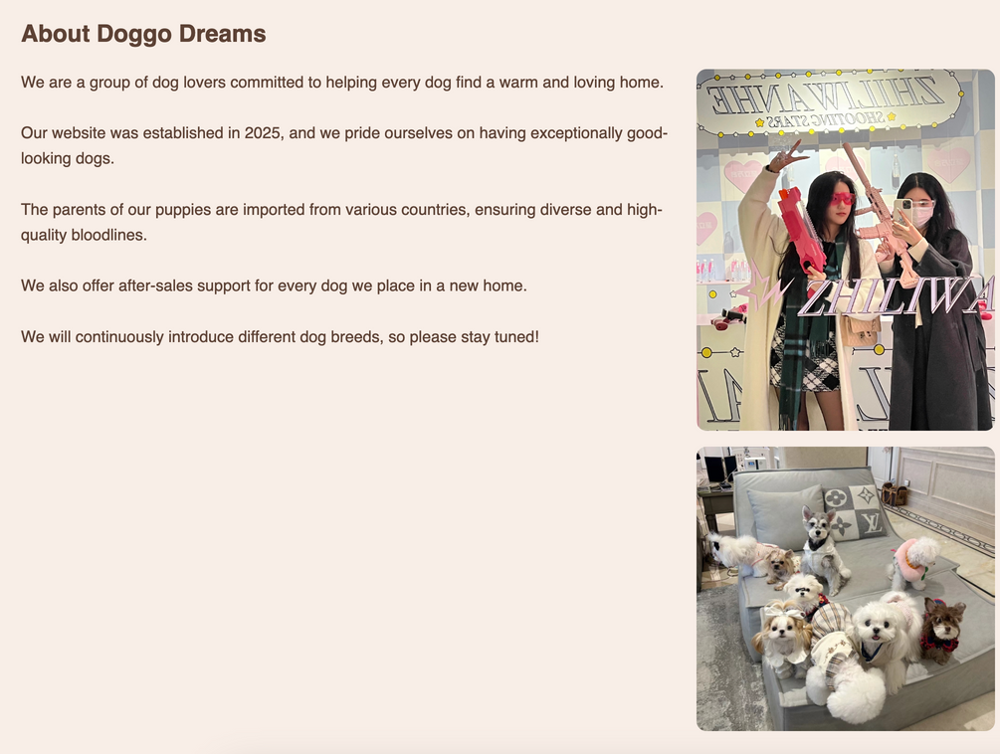 About Doggo Dreams
We are a group of dog lovers committed to helping every dog find a warm and loving home.
Our website was established in 2025, and we pride ourselves on having exceptionally good-
looking dogs.
The parents of our puppies are imported from various countries, ensuring diverse and high-
quality bloodlines.
We also offer after-sales support for every dog we place in a new home.
We will continuously introduce different dog breeds, so please stay tuned!
ZHILIWANHE
SHOOTING STARS
ZHILIWA
LV